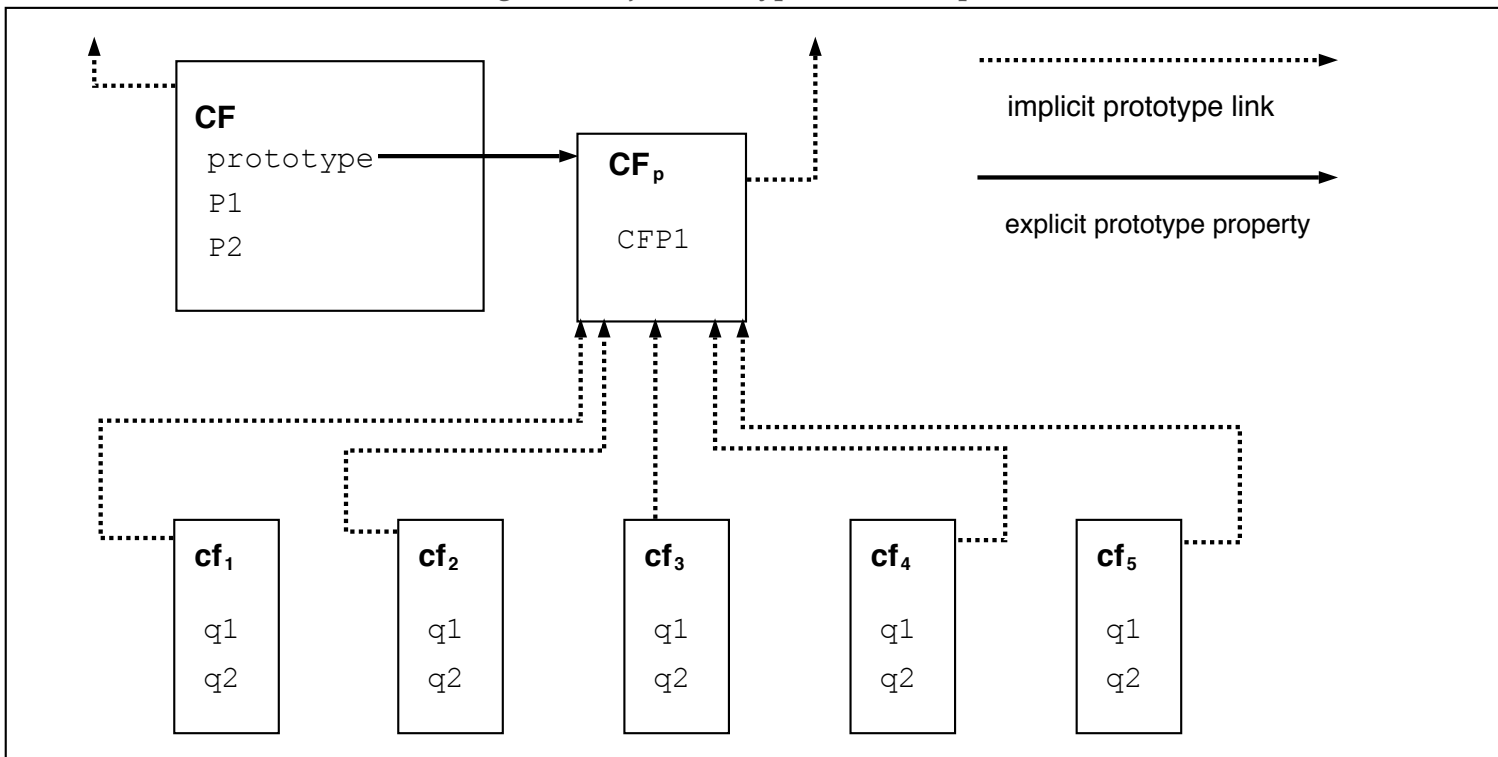 CF
prototype
P1
P2
CFp
CFP1
implicit prototype link
explicit prototype property
cf1
q1
q2
cf2
q1
q2
cf3
q1
q2
cf4
q1
q2
cf5
q1
q2